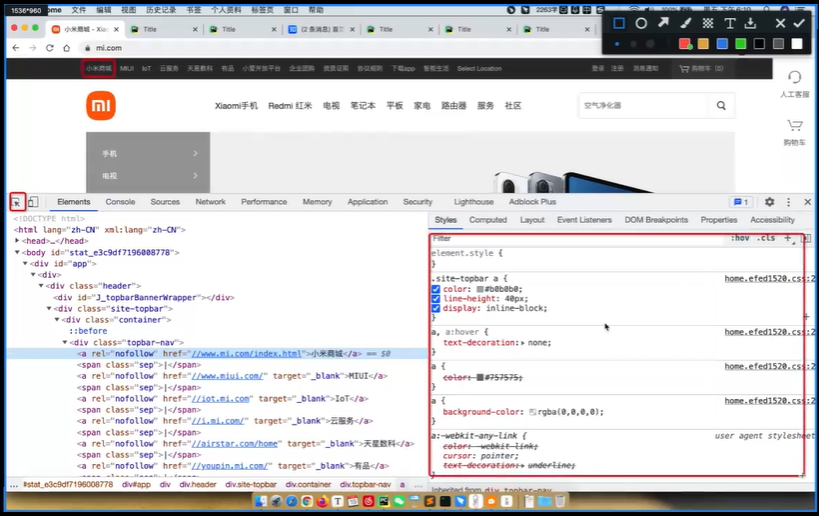 1536*960
编辑 视图 历史记录 书签 个人资料 标签页 窗口 帮助
2263字
小米商城 - Xia
Title
Title
Title
Title
Title
mi.com
小米商城 MIUI IoT 云服务 天星数科 有品 小爱开放平台 企业团购 资质证照 协议规则 下载app 智能生活 Select Location
登录 注册 消息通知 购物车 (0)
人工客服
购物车
mi
Xiaomi手机 Redmi 红米 电视 笔记本 平板 家电 路由器 服务 社区
空气净化器
手机
电视
Elements Console Sources Network Performance Memory Application Security Lighthouse Adblock Plus
1
<!DOCTYPE html>
<html lang="zh-CN" xml:lang="zh-CN">
<head>…</head>
<body id="stat_e3c9df7196008778">
<div id="app">
<div>
<div class="header">
<div id="J_topbarBannerWrapper"></div>
<div class="site-topbar">
<div class="container">
::before
<div class="topbar-nav">
<a rel="nofollow" href="//www.mi.com/index.html">小米商城</a> == $0
<span class="sep">|</span>
<a rel="nofollow" href="//www.miui.com/" target="_blank">MIUI</a>
<span class="sep">|</span>
<a rel="nofollow" href="//iot.mi.com" target="_blank">IoT</a>
<span class="sep">|</span>
<a rel="nofollow" href="//i.mi.com/" target="_blank">云服务</a>
<span class="sep">|</span>
<a rel="nofollow" href="//airstar.com/home" target="_blank">天星数科</a>
<span class="sep">|</span>
<a rel="nofollow" href="//youpin.mi.com/" target="_blank">有品</a>
<span class="sep">|</span>
… #stat_e3c9df7196008778 div#app div div.header div.site-topbar div.container div.topbar-nav a …
Styles Computed Layout Event Listeners DOM Breakpoints Properties Accessibility
Filter
:hov .cls +
element.style {
}
.site-topbar a {
home.efed1520.css:2
color: #b0b0b0;
line-height: 40px;
display: inline-block;
}
a, a:hover {
home.efed1520.css:2
text-decoration: none;
}
a {
home.efed1520.css:2
color: #757575;
}
a {
home.efed1520.css:2
background-color: rgba(0,0,0,0);
}
a:-webkit-any-link {
user agent stylesheet
color: -webkit-link;
cursor: pointer;
text-decoration: underline;
}
Inherited from div.topbar-nav